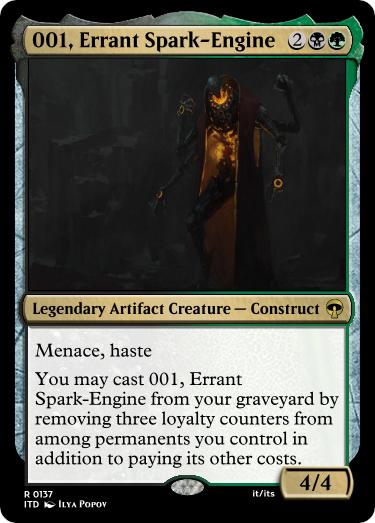 001, Errant Spark-Engine 2
Legendary Artifact Creature — Construct
Menace, haste
You may cast 001, Errant
Spark-Engine from your graveyard by
removing three loyalty counters from
among permanents you control in
addition to paying its other costs.
4/4
R 0137 it/its
ITD Ilya Popov